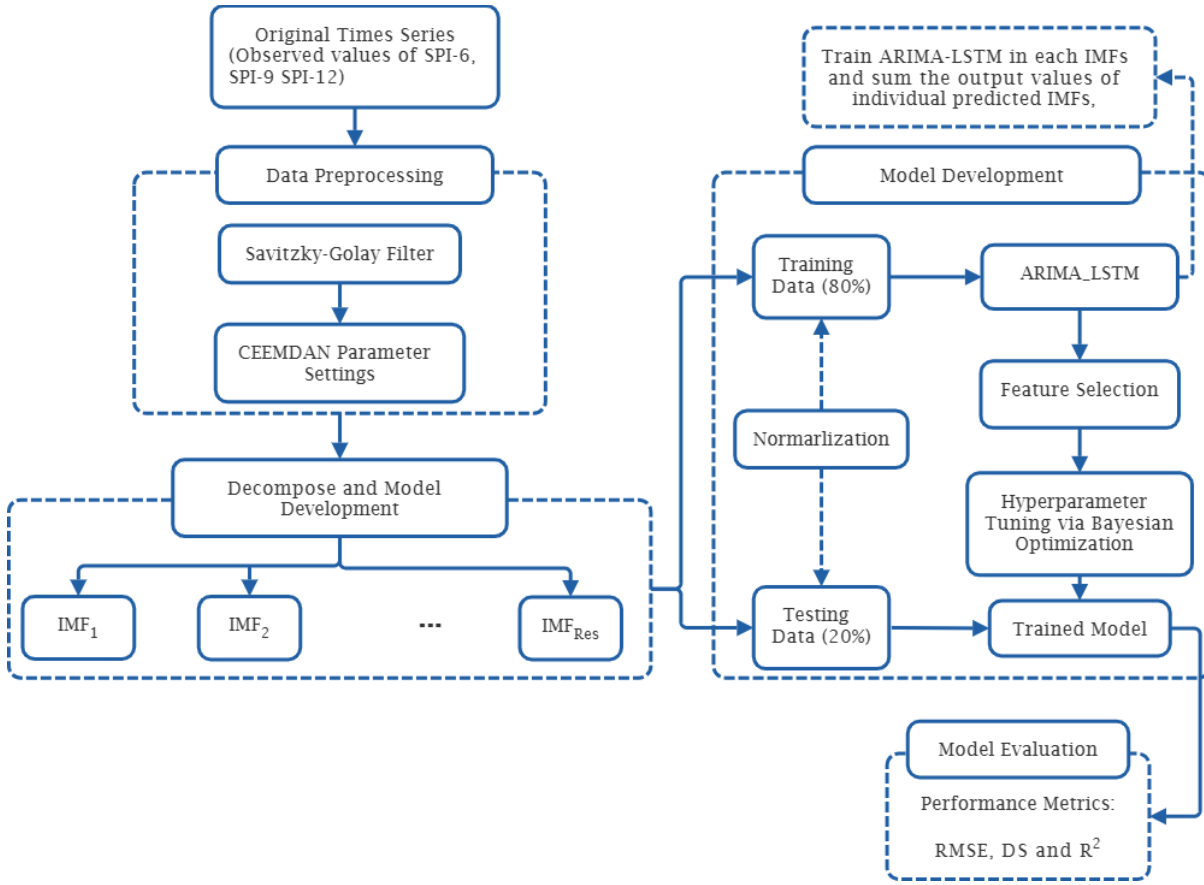 Original Times Series
(Observed values of SPI-6,
SPI-9 SPI-12)
Data Preprocessing
Savitzky-Golay Filter
CEEMDAN Parameter
Settings
Decompose and Model
Development
IMF1
IMF2
...
IMFRes
Train ARIMA-LSTM in each IMFs
and sum the output values of
individual predicted IMFs,
Model Development
Training
Data (80%)
ARIMA_LSTM
Feature Selection
Normarlization
Hyperparameter
Tuning via Bayesian
Optimization
Testing
Data (20%)
Trained Model
Model Evaluation
Performance Metrics:
RMSE, DS and R²